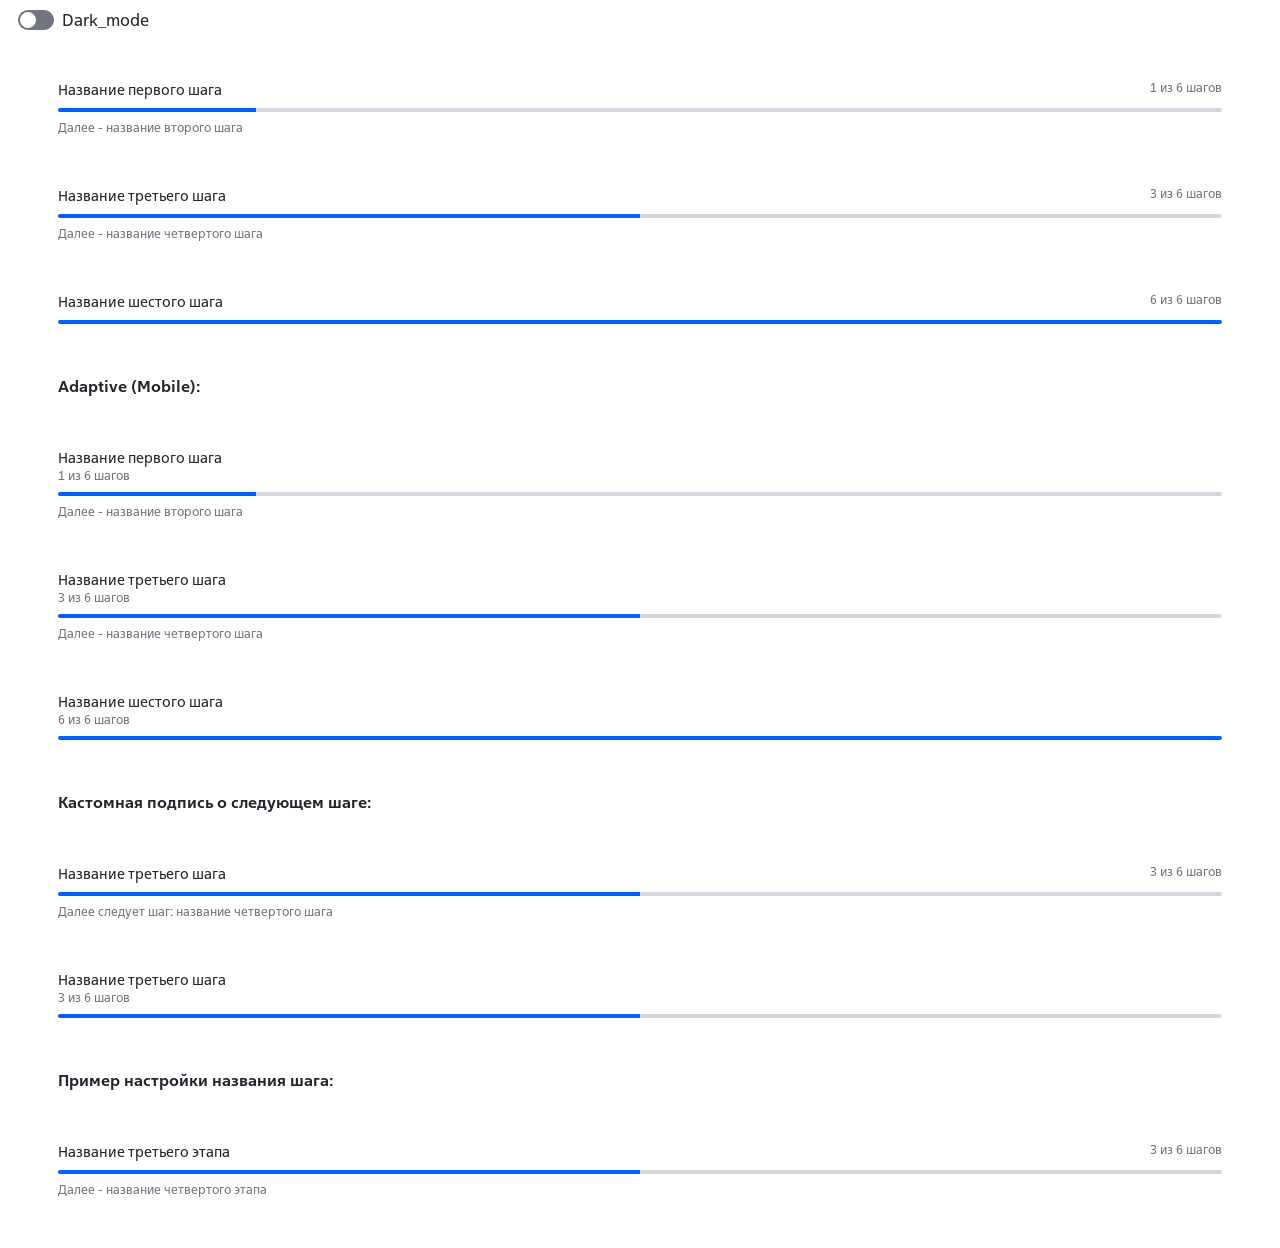 Dark_mode
Название первого шага
1 из 6 шагов
Далее - название второго шага
Название третьего шага
3 из 6 шагов
Далее - название четвертого шага
Название шестого шага
6 из 6 шагов
Adaptive (Mobile):
Название первого шага
1 из 6 шагов
Далее - название второго шага
Название третьего шага
3 из 6 шагов
Далее - название четвертого шага
Название шестого шага
6 из 6 шагов
Кастомная подпись о следующем шаге:
Название третьего шага
3 из 6 шагов
Далее следует шаг: название четвертого шага
Название третьего шага
3 из 6 шагов
Пример настройки названия шага:
Название третьего этапа
3 из 6 шагов
Далее - название четвертого этапа